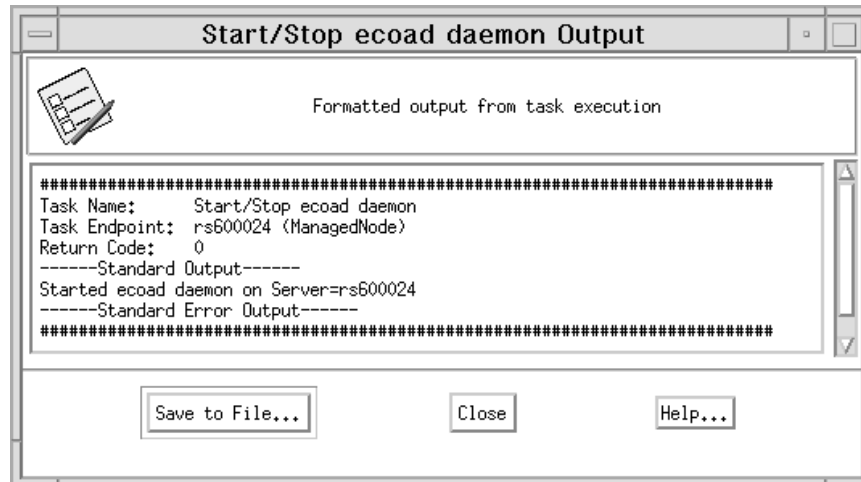 Start/Stop ecoad daemon Output
Formatted output from task execution
############################################################################
Task Name:      Start/Stop ecoad daemon
Task Endpoint:  rs600024 (ManagedNode)
Return Code:    0
------Standard Output------
Started ecoad daemon on Server=rs600024
------Standard Error Output------
############################################################################
Save to File...
Close
Help...